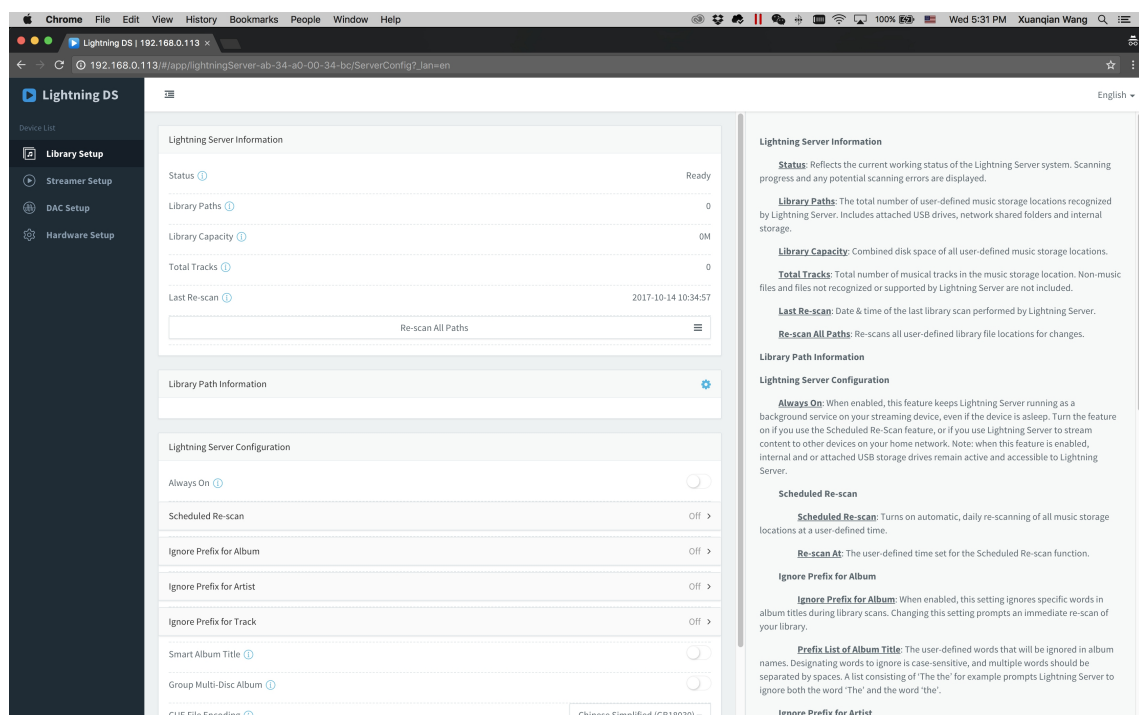 Chrome File Edit View History Bookmarks People Window Help 100% Wed 5:31 PM Xuanqian Wang
Lightning DS | 192.168.0.113 ×
192.168.0.113/#/app/lightningServer-ab-34-a0-00-34-bc/ServerConfig?_lan=en
Lightning DS
English
Device List
Library Setup
Streamer Setup
DAC Setup
Hardware Setup
Lightning Server Information
Status Ready
Library Paths 0
Library Capacity 0M
Total Tracks 0
Last Re-scan 2017-10-14 10:34:57
Re-scan All Paths
Library Path Information
Lightning Server Configuration
Always On
Scheduled Re-scan Off >
Ignore Prefix for Album Off >
Ignore Prefix for Artist Off >
Ignore Prefix for Track Off >
Smart Album Title
Group Multi-Disc Album
CUE File Encoding Chinese Simplified (GB18030)
Lightning Server Information
Status: Reflects the current working status of the Lightning Server system. Scanning
progress and any potential scanning errors are displayed.
Library Paths: The total number of user-defined music storage locations recognized
by Lightning Server. Includes attached USB drives, network shared folders and internal
storage.
Library Capacity: Combined disk space of all user-defined music storage locations.
Total Tracks: Total number of musical tracks in the music storage location. Non-music
files and files not recognized or supported by Lightning Server are not included.
Last Re-scan: Date & time of the last library scan performed by Lightning Server.
Re-scan All Paths: Re-scans all user-defined library file locations for changes.
Library Path Information
Lightning Server Configuration
Always On: When enabled, this feature keeps Lightning Server running as a
background service on your streaming device, even if the device is asleep. Turn the feature
on if you use the Scheduled Re-Scan feature, or if you use Lightning Server to stream
content to other devices on your home network. Note: when this feature is enabled,
internal and or attached USB storage drives remain active and accessible to Lightning
Server.
Scheduled Re-scan
Scheduled Re-scan: Turns on automatic, daily re-scanning of all music storage
locations at a user-defined time.
Re-scan At: The user-defined time set for the Scheduled Re-scan function.
Ignore Prefix for Album
Ignore Prefix for Album: When enabled, this setting ignores specific words in
album titles during library scans. Changing this setting prompts an immediate re-scan of
your library.
Prefix List of Album Title: The user-defined words that will be ignored in album
names. Designating words to ignore is case-sensitive, and multiple words should be
separated by spaces. A list consisting of 'The the' for example prompts Lightning Server to
ignore both the word 'The' and the word 'the'.
Ignore Prefix for Artist